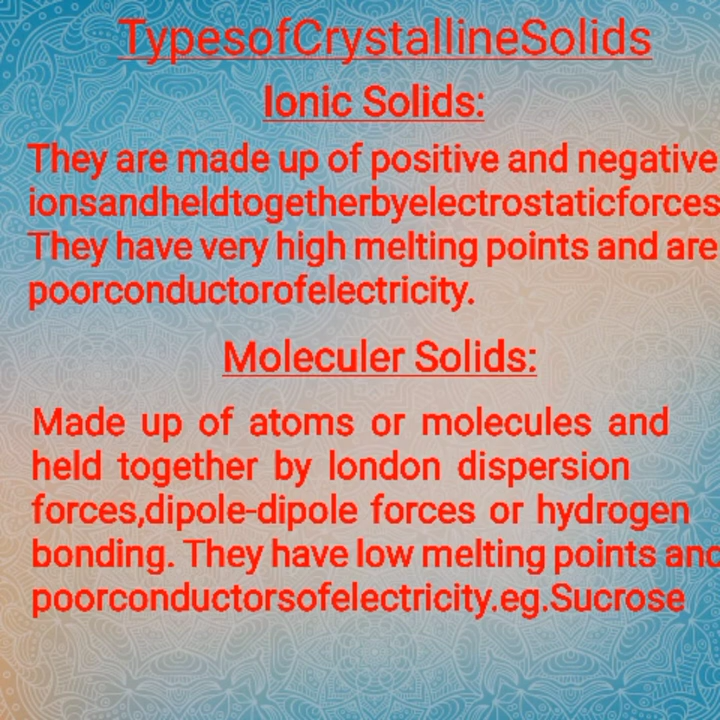 TypesofCrystallineSolids
Ionic Solids:
They are made up of positive and negative
ionsandheldtogetherbyelectrostaticforces
They have very high melting points and are
poorconductorofelectricity.
Moleculer Solids:
Made up of atoms or molecules and
held together by london dispersion
forces,dipole-dipole forces or hydrogen
bonding. They have low melting points and
poorconductorsofelectricity.eg.Sucrose